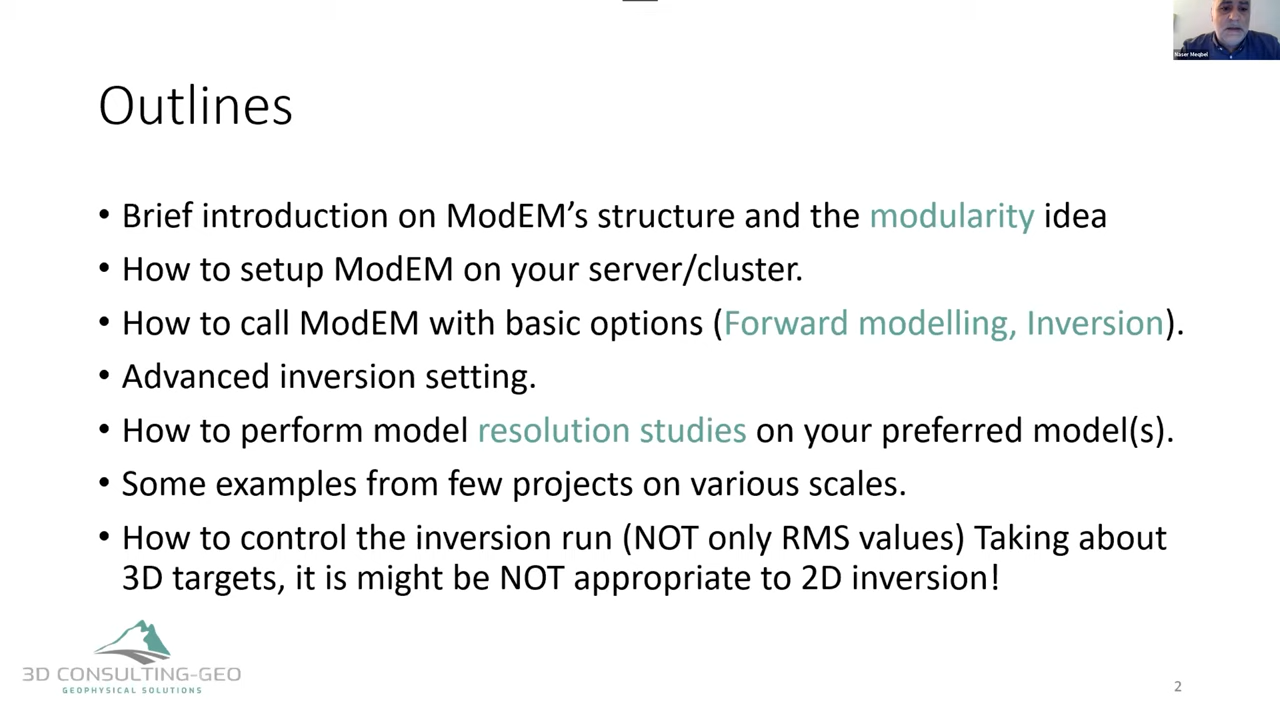 Naser Meqbel
Outlines
• Brief introduction on ModEM’s structure and the modularity idea
• How to setup ModEM on your server/cluster.
• How to call ModEM with basic options (Forward modelling, Inversion).
• Advanced inversion setting.
• How to perform model resolution studies on your preferred model(s).
• Some examples from few projects on various scales.
• How to control the inversion run (NOT only RMS values) Taking about
3D targets, it is might be NOT appropriate to 2D inversion!
3D CONSULTING-GEO
GEOPHYSICAL SOLUTIONS
2